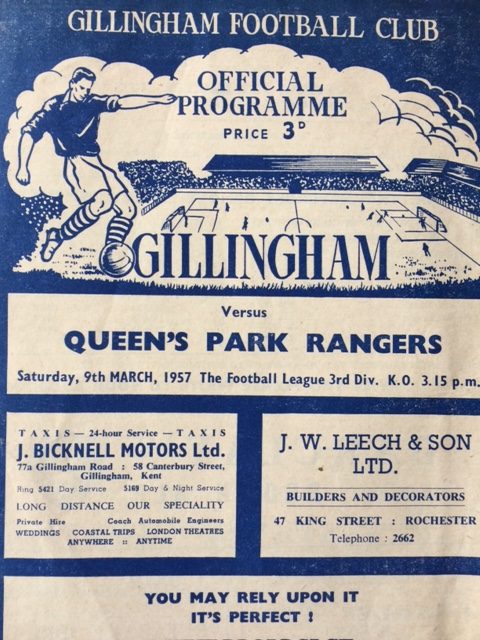 GILLINGHAM FOOTBALL CLUB
OFFICIAL
PROGRAMME
PRICE 3D
GILLINGHAM
Versus
QUEEN'S PARK RANGERS
Saturday, 9th MARCH, 1957 The Football League 3rd Div. K.O. 3.15 p.m.
TAXIS — 24-hour Service — TAXIS
J. BICKNELL MOTORS Ltd.
77a Gillingham Road : 58 Canterbury Street,
Gillingham, Kent
Ring 5421 Day Service 5169 Day & Night Service
LONG DISTANCE OUR SPECIALITY
Private Hire Coach Automobile Engineers
WEDDINGS COASTAL TRIPS LONDON THEATRES
ANYWHERE :: ANYTIME
J. W. LEECH & SON
LTD.
BUILDERS AND DECORATORS
47 KING STREET : ROCHESTER
Telephone : 2662
YOU MAY RELY UPON IT
IT'S PERFECT !